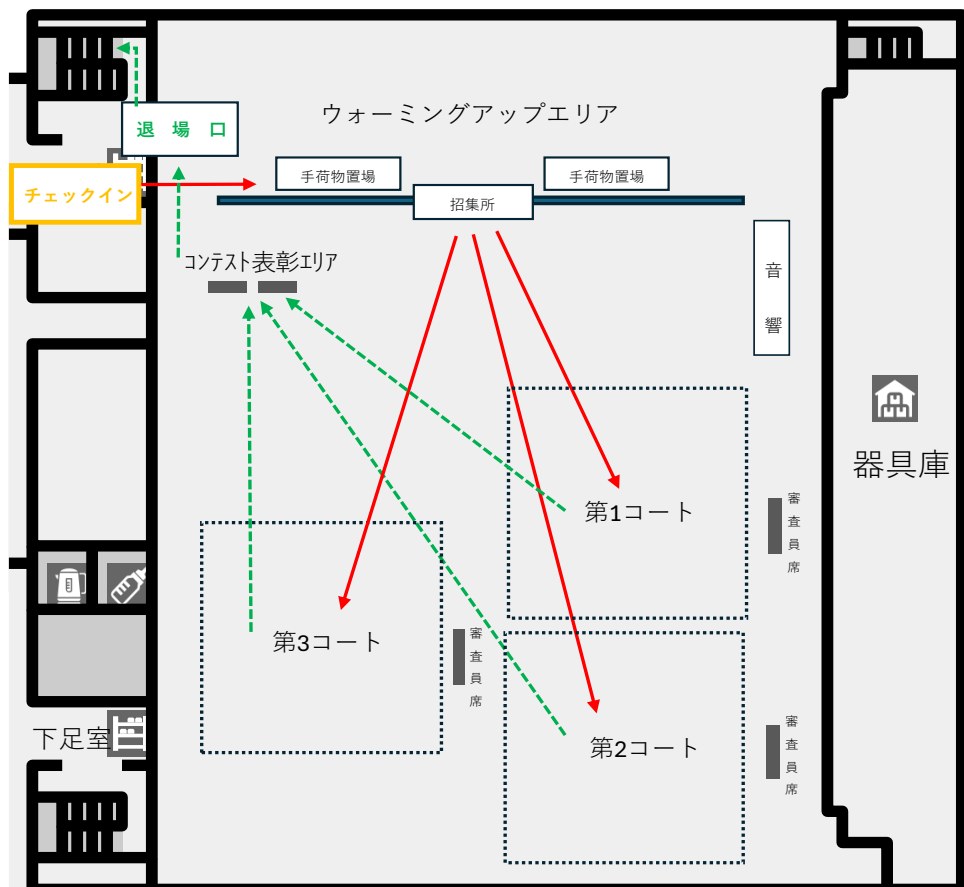 ウォーミングアップエリア
退 場 口
チェックイン
手荷物置場
手荷物置場
招集所
コンテスト表彰エリア
音響
器具庫
第1コート
審査員席
第3コート
審査員席
第2コート
審査員席
下足室